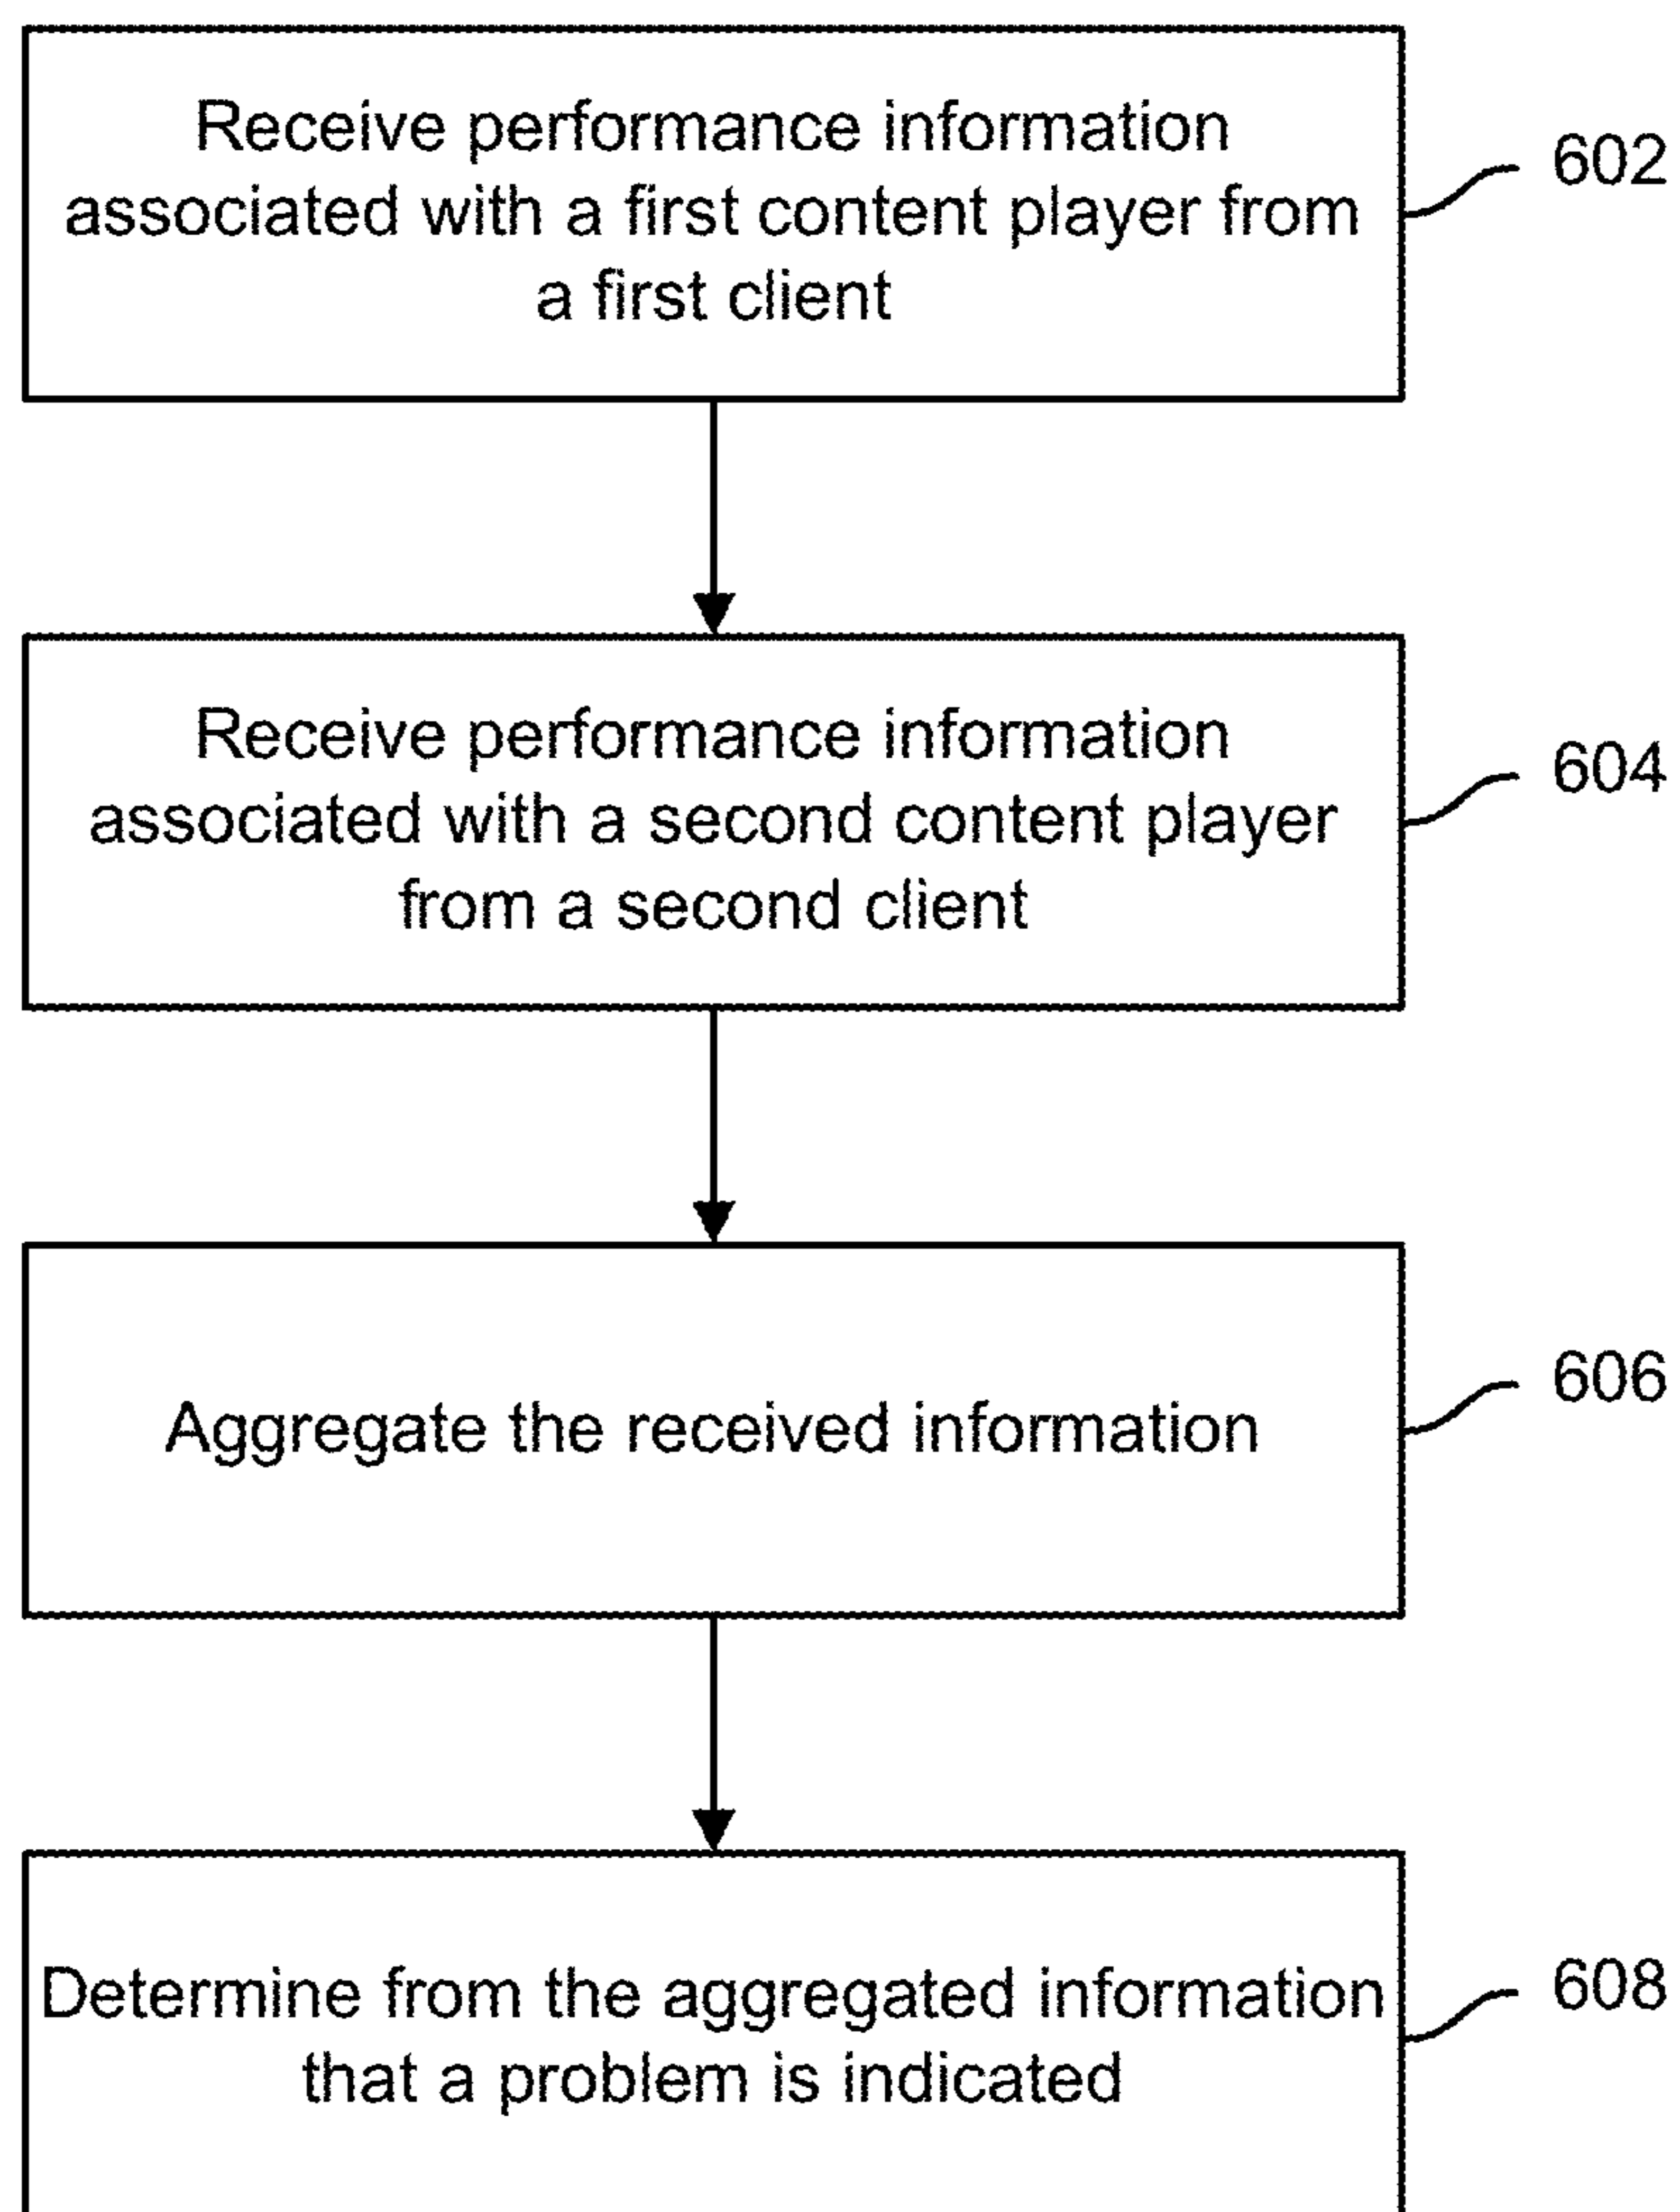 Receive performance information
associated with a first content player from
a first client
602
Receive performance information
associated with a second content player
from a second client
604
Aggregate the received information
606
Determine from the aggregated information
that a problem is indicated
608